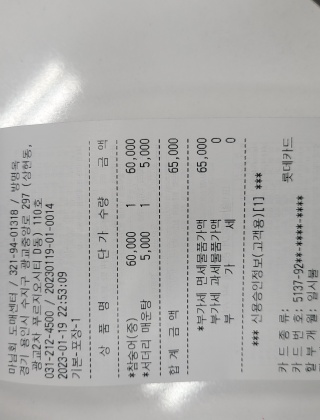 마님회 도매센타 / 321-94-01318 / 방명옥
경기 용인시 수지구 광교중앙로 297 (상현동,
광교2차 푸르지오시티 D동) 110호
031-212-4500 / 20230119-01-0014
2023-01-19 22:53:09
기본-포장-1
상 품 명 단 가 수량 금 액
*참숭어(중) 60,000 1 60,000
*서더리 매운탕 5,000 1 5,000
합 계 금 액 65,000
*부가세 면세물품가액 65,000
부가세 과세물품가액 0
부 가 세 0
*** 신용승인정보(고객용)[1] ***
카 드 종 류: 롯데카드
카 드 번 호: 5137-92**-****-****
할 부 개 월: 일시불